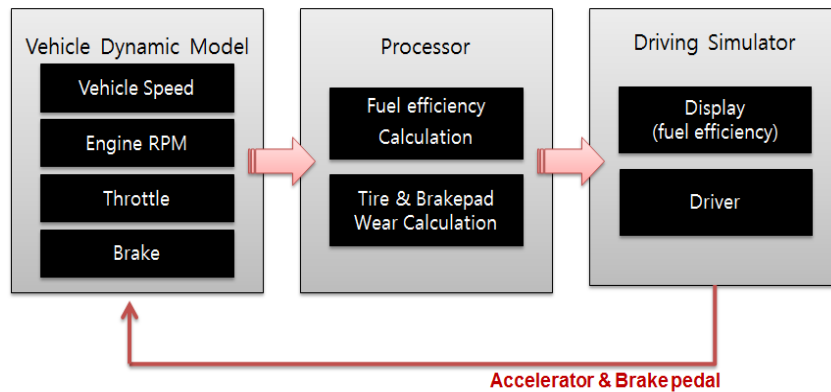 Vehicle Dynamic Model
Vehicle Speed
Engine RPM
Throttle
Brake
Processor
Fuel efficiency
Calculation
Tire & Brakepad
Wear Calculation
Driving Simulator
Display
(fuel efficiency)
Driver
Accelerator & Brake pedal